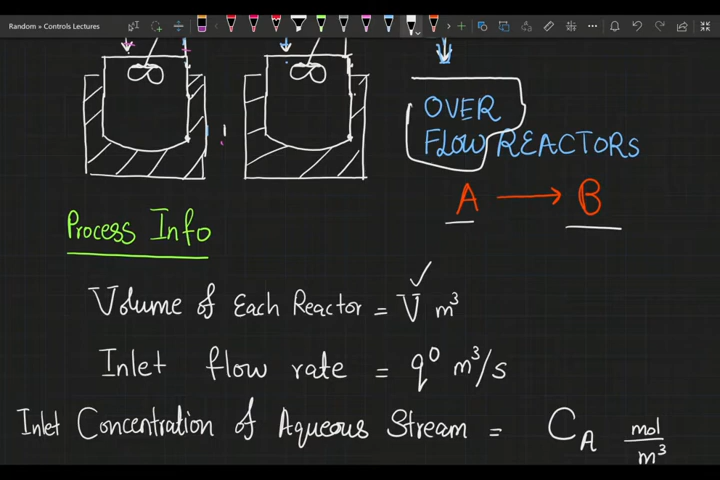 Random » Controls Lectures
OVER
FLOW REACTORS
A → B
Process Info
Volume of Each Reactor = V m³
Inlet flow rate = q⁰ m³/s
Inlet Concentration of Aqueous Stream = C_A mol/m³